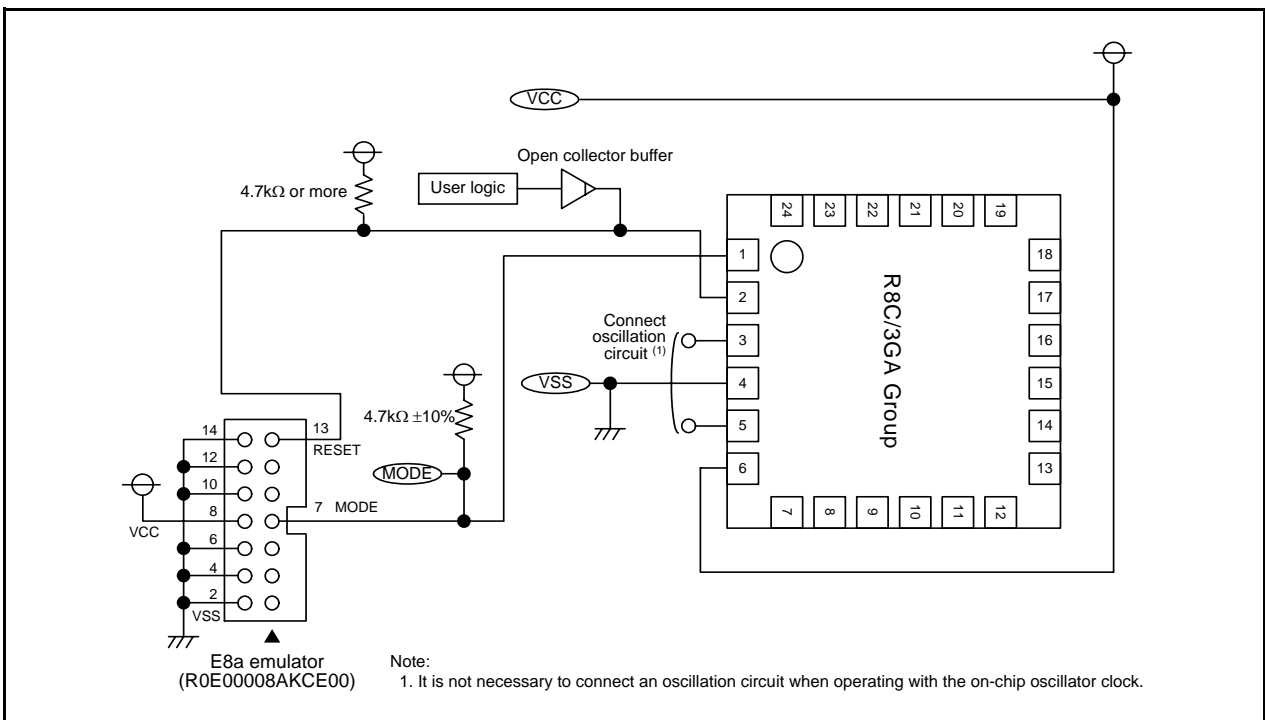 VCC
Open collector buffer
4.7kΩ or more
User logic
24 23 22 21 20 19
1
2
3
4
5
6
18
17
16
15
14
13
7 8 9 10 11 12
R8C/3GA Group
Connect
oscillation
circuit (1)
VSS
4.7kΩ ±10%
MODE
14
13
RESET
12
10
8
7 MODE
VCC
6
4
2
VSS
E8a emulator
(R0E00008AKCE00)
Note:
1. It is not necessary to connect an oscillation circuit when operating with the on-chip oscillator clock.